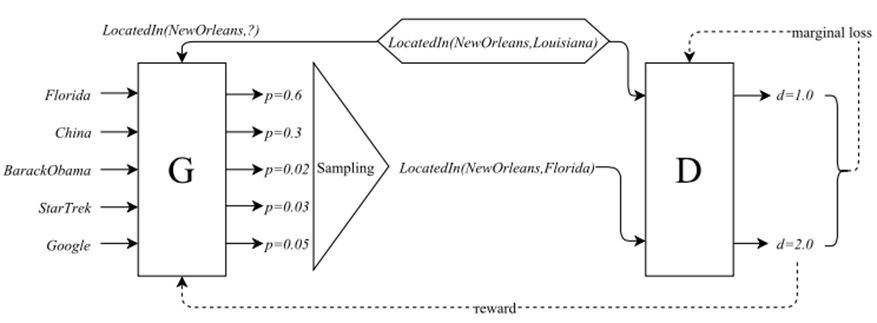 LocatedIn(NewOrleans,?)
LocatedIn(NewOrleans,Louisiana)
marginal loss
Florida
p=0.6
d=1.0
China
p=0.3
BarackObama
G
p=0.02
Sampling
LocatedIn(NewOrleans,Florida)
D
StarTrek
p=0.03
Google
p=0.05
d=2.0
reward